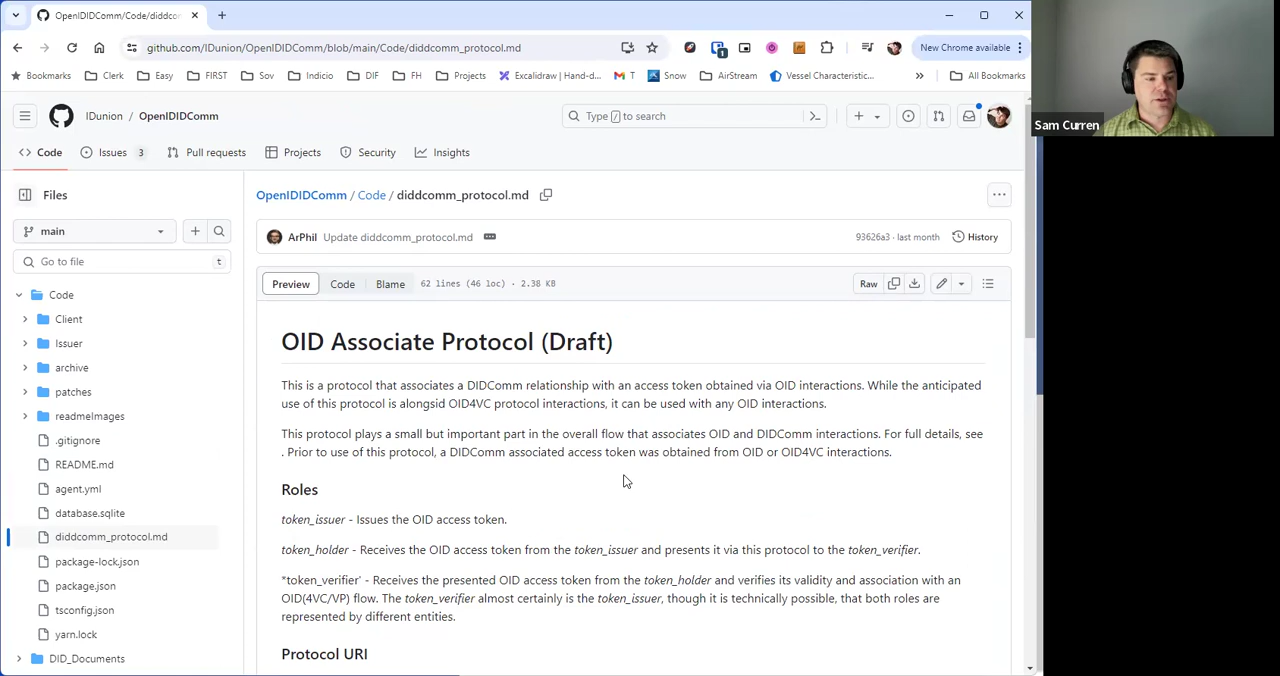 OpenIDIDComm/Code/diddcor
github.com/IDunion/OpenIDIDComm/blob/main/Code/diddcomm_protocol.md
New Chrome available
Bookmarks Clerk Easy FIRST Sov Indicio DIF FH Projects Excalidraw | Hand-d... T Snow AirStream Vessel Characteristic... » All Bookmarks
Sam Curren
IDunion / OpenIDIDComm
Type / to search
Code Issues 3 Pull requests Projects Security Insights
Files
OpenIDIDComm / Code / diddcomm_protocol.md
main
ArPhil Update diddcomm_protocol.md
93626a3 · last month History
Go to file t
Preview Code Blame 62 lines (46 loc) · 2.38 KB
Raw
Code
Client
Issuer
archive
patches
readmeImages
.gitignore
README.md
agent.yml
database.sqlite
diddcomm_protocol.md
package-lock.json
package.json
tsconfig.json
yarn.lock
DID_Documents
OID Associate Protocol (Draft)
This is a protocol that associates a DIDComm relationship with an access token obtained via OID interactions. While the anticipated
use of this protocol is alongsid OID4VC protocol interactions, it can be used with any OID interactions.
This protocol plays a small but important part in the overall flow that associates OID and DIDComm interactions. For full details, see
. Prior to use of this protocol, a DIDComm associated access token was obtained from OID or OID4VC interactions.
Roles
token_issuer - Issues the OID access token.
token_holder - Receives the OID access token from the token_issuer and presents it via this protocol to the token_verifier.
*token_verifier` - Receives the presented OID access token from the token_holder and verifies its validity and association with an
OID(4VC/VP) flow. The token_verifier almost certainly is the token_issuer, though it is technically possible, that both roles are
represented by different entities.
Protocol URI